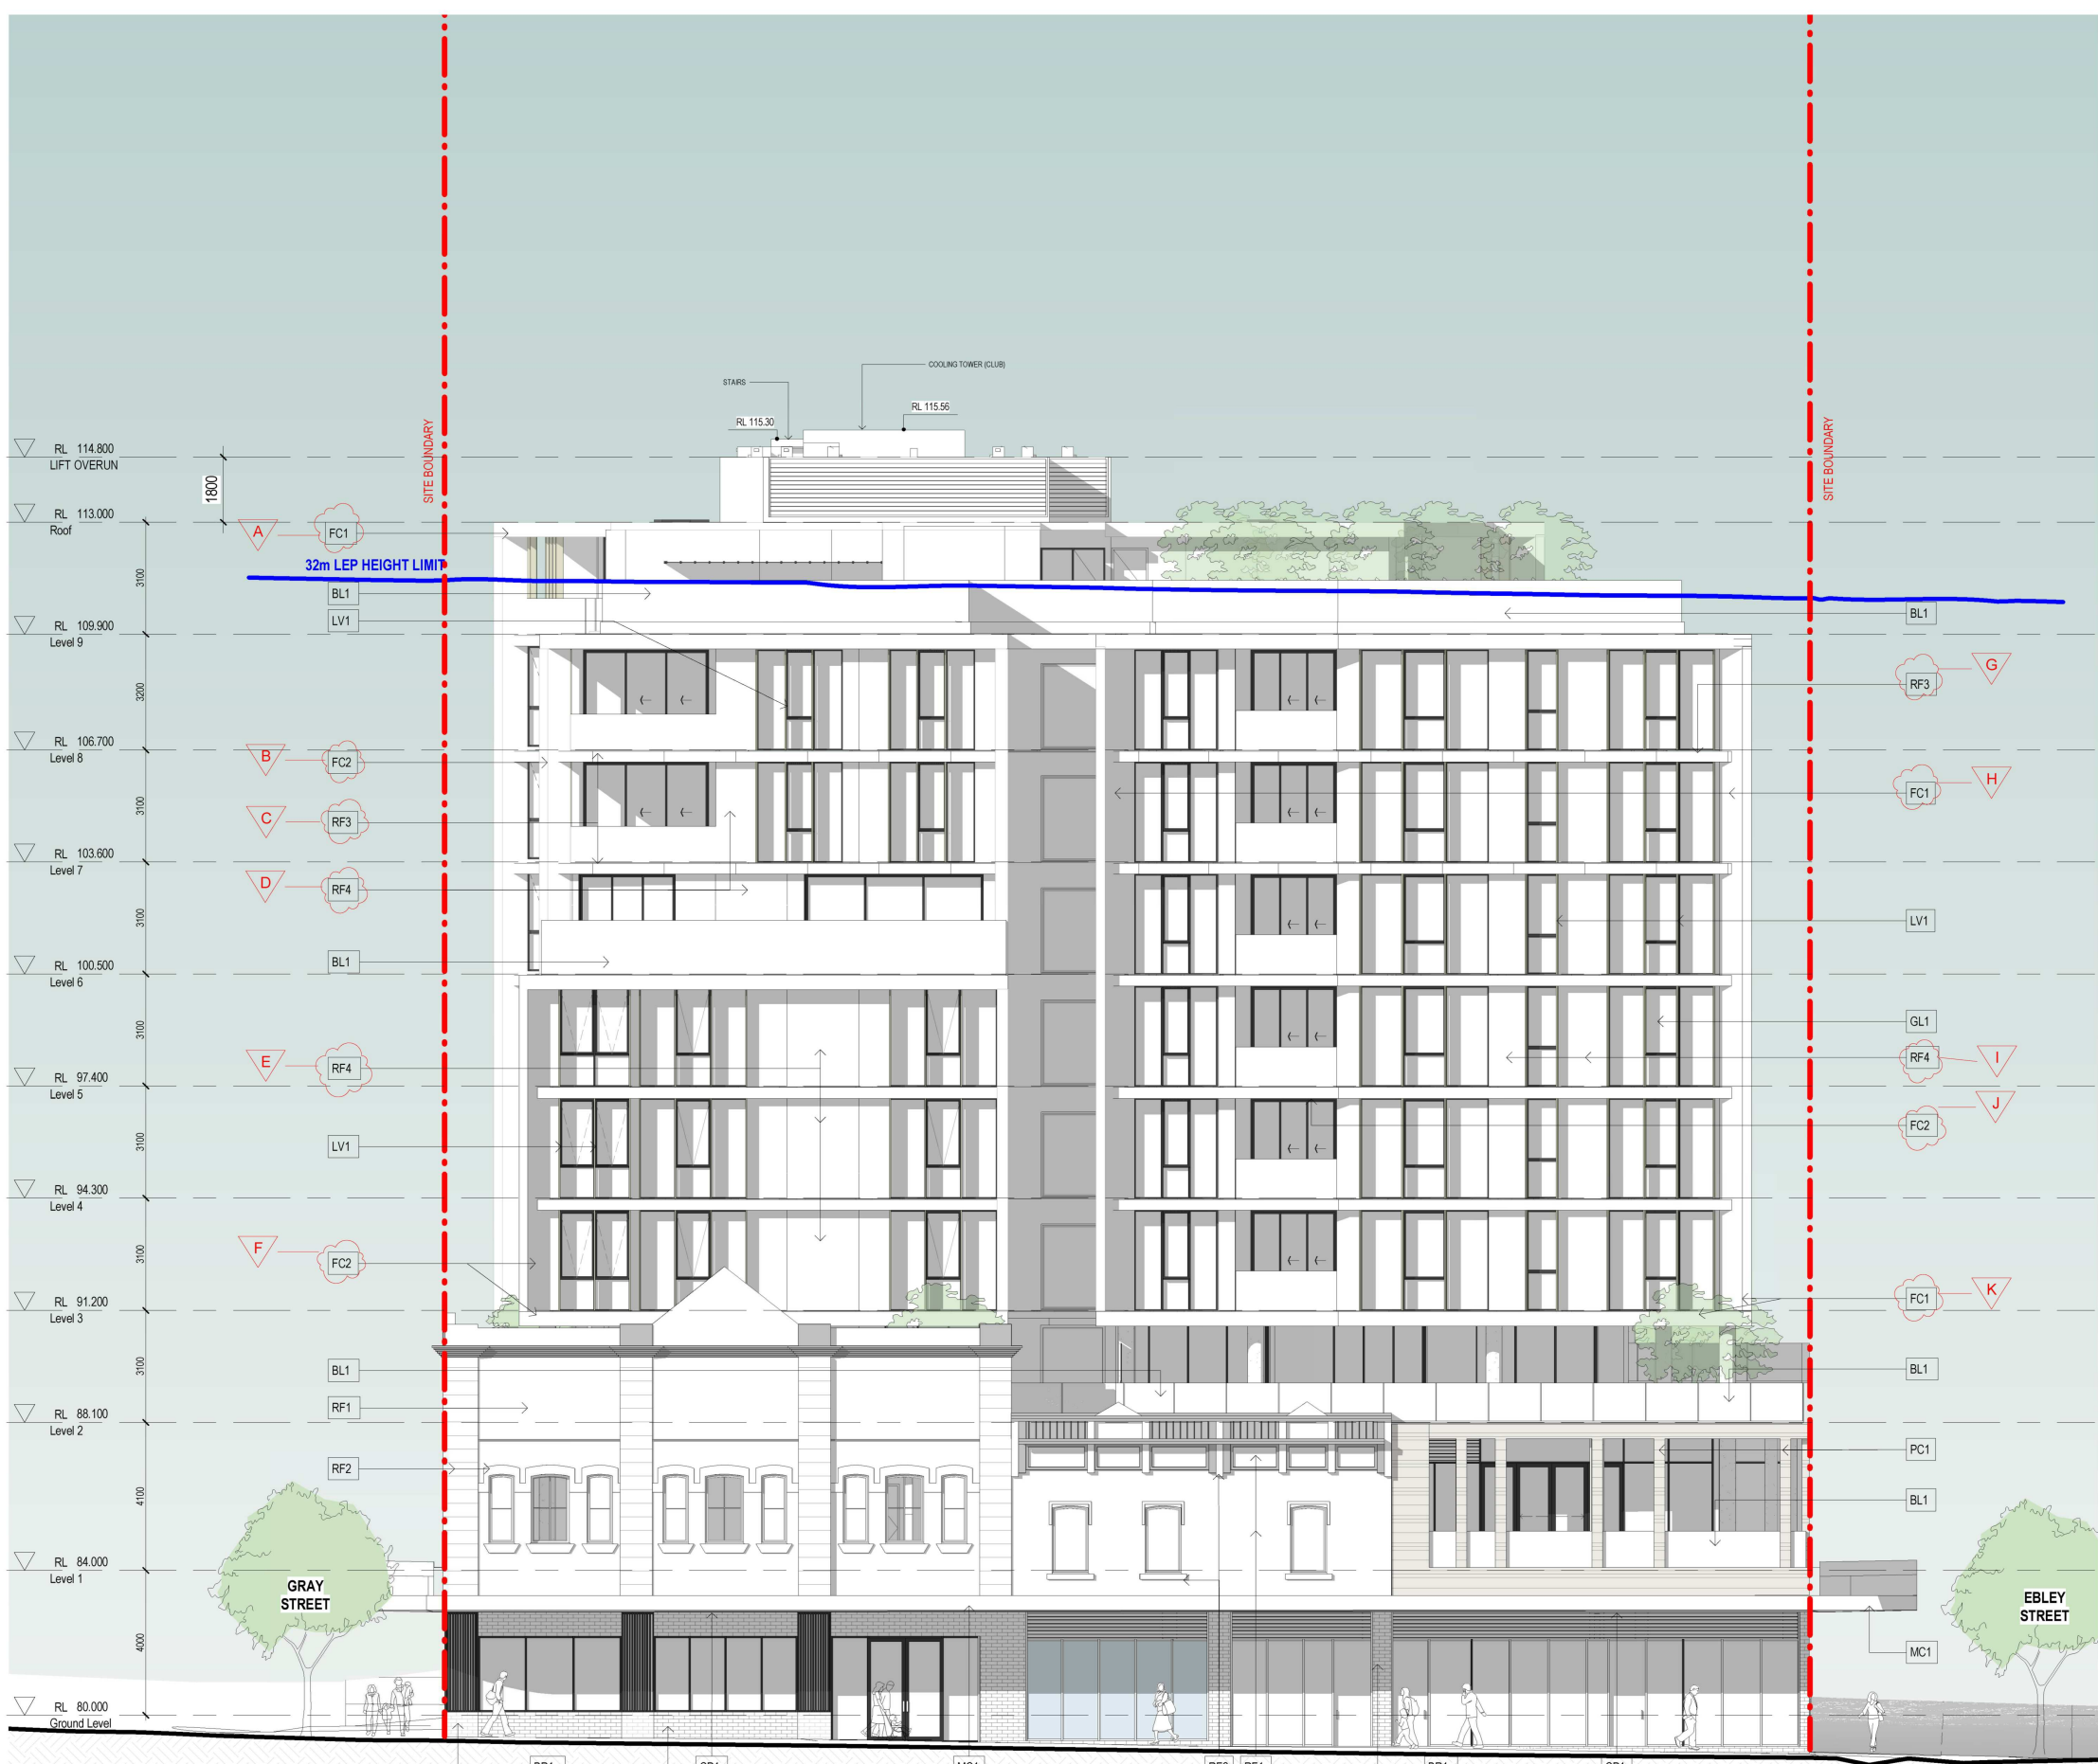 COOLING TOWER (CLUB)
STAIRS
RL 115.56
RL 115.30
SITE BOUNDARY
SITE BOUNDARY
RL 114.800
LIFT OVERUN
1800
RL 113.000
Roof
A
FC1
32m LEP HEIGHT LIMIT
3100
BL1
BL1
LV1
RL 109.900
Level 9
G
RF3
3200
RL 106.700
Level 8
B
FC2
H
FC1
3100
C
RF3
RL 103.600
Level 7
D
RF4
3100
LV1
BL1
RL 100.500
Level 6
3100
GL1
E
RF4
RF4
I
RL 97.400
Level 5
J
FC2
3100
LV1
RL 94.300
Level 4
3100
F
FC2
K
FC1
RL 91.200
Level 3
3100
BL1
BL1
RF1
RL 88.100
Level 2
PC1
RF2
4100
BL1
RL 84.000
Level 1
GRAY
STREET
EBLEY
STREET
4000
MC1
RL 80.000
Ground Level